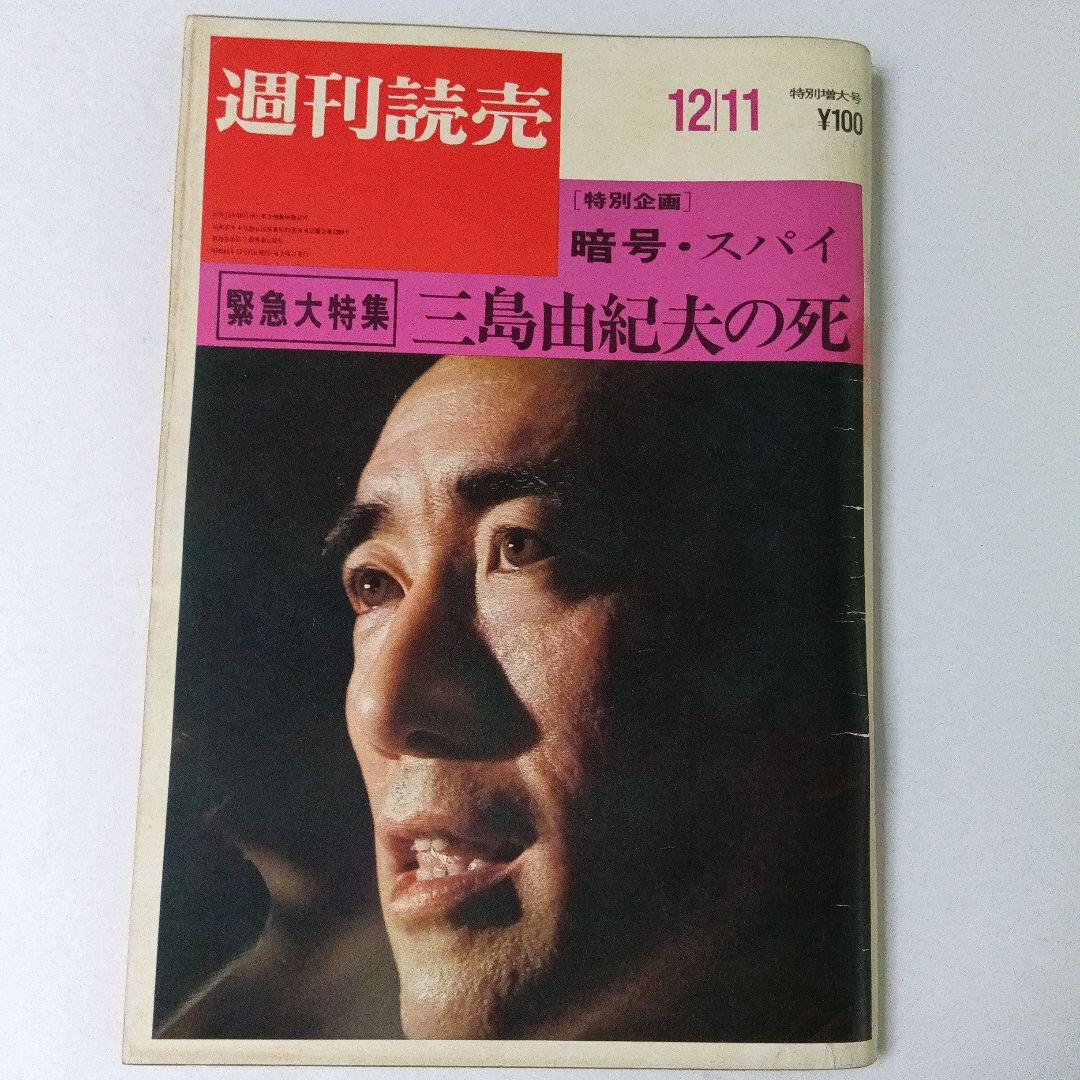 週刊読売
12|11
特別増大号
¥100
[特別企画]
暗号・スパイ
緊急大特集
三島由紀夫の死